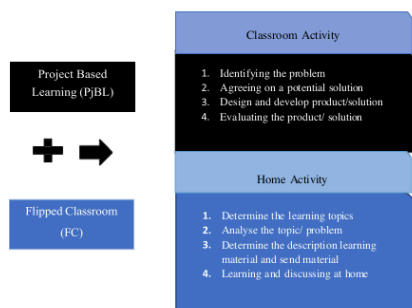 Project Based
Learning (PjBL)
Flipped Classroom
(FC)
Classroom Activity
1. Identifying the problem
2. Agreeing on a potential solution
3. Design and develop product/solution
4. Evaluating the product/ solution
Home Activity
1. Determine the learning topics
2. Analyse the topic/ problem
3. Determine the description learning
material and send material
4. Learning and discussing at home